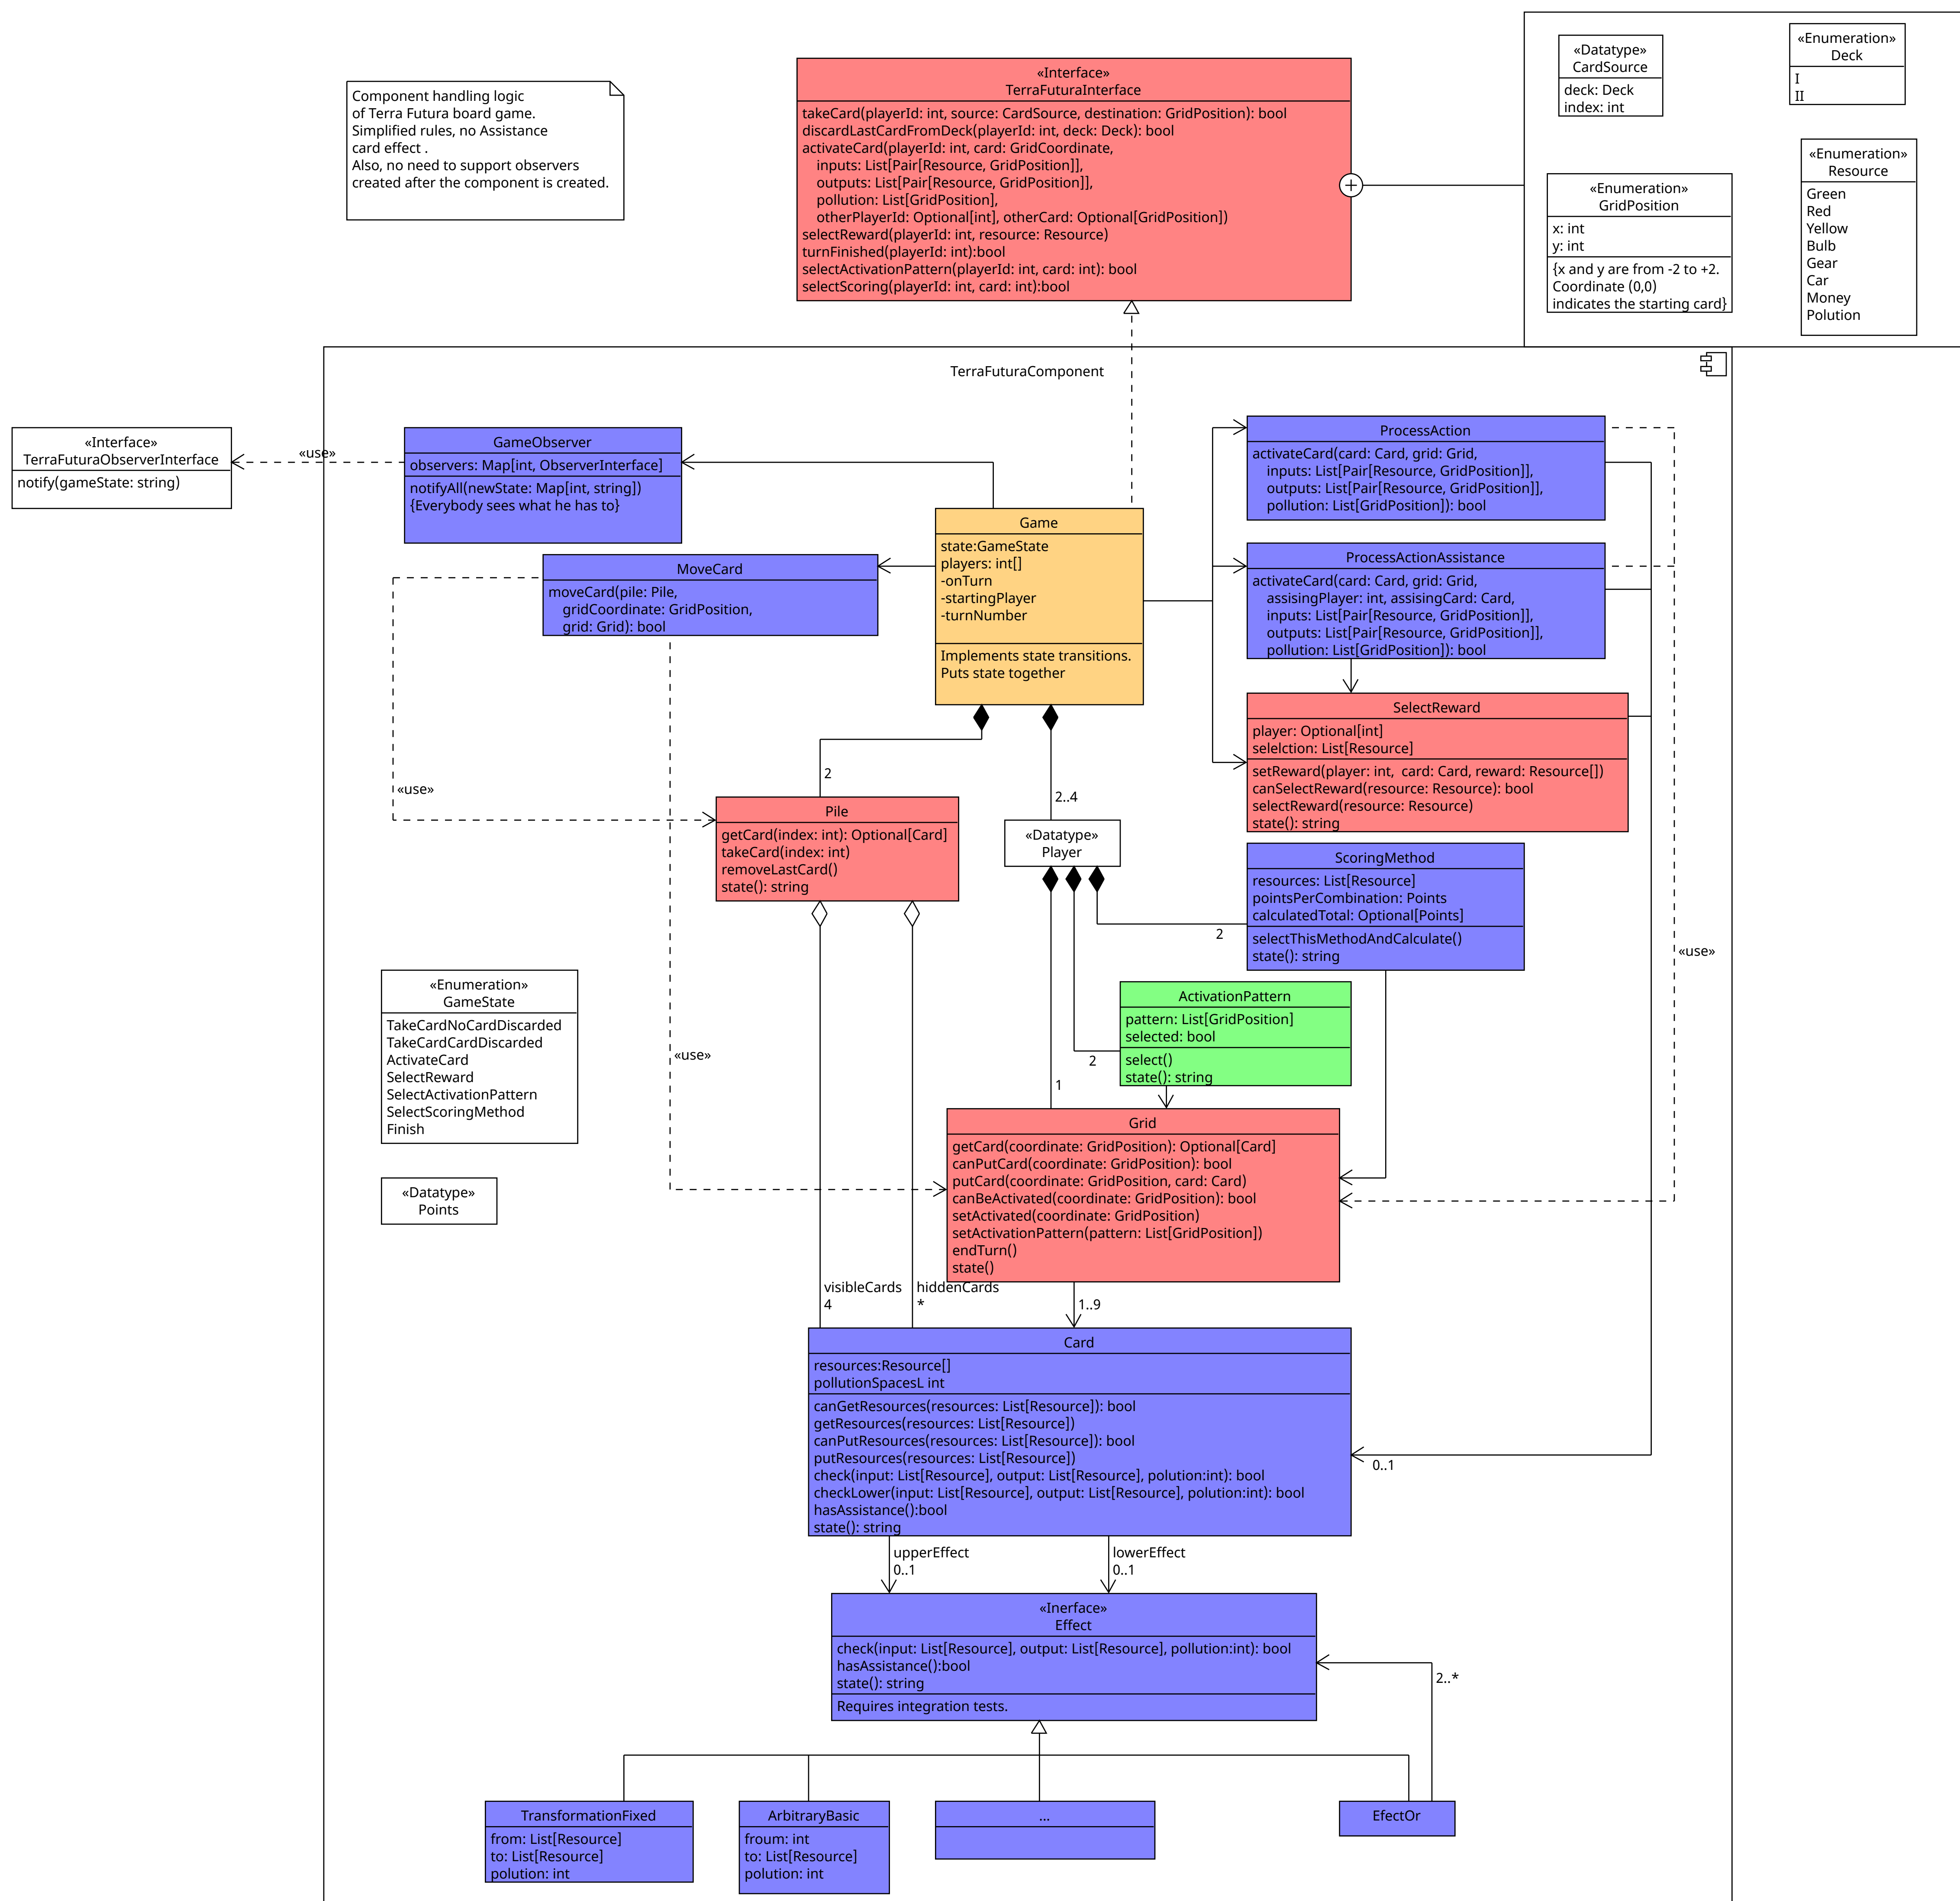 Component handling logic
of Terra Futura board game.
Simplified rules, no Assistance
card effect .
Also, no need to support observers
created after the component is created.
«Interface»
TerraFuturaInterface
takeCard(playerId: int, source: CardSource, destination: GridPosition): bool
discardLastCardFromDeck(playerId: int, deck: Deck): bool
activateCard(playerId: int, card: GridCoordinate,
inputs: List[Pair[Resource, GridPosition]],
outputs: List[Pair[Resource, GridPosition]],
pollution: List[GridPosition],
otherPlayerId: Optional[int], otherCard: Optional[GridPosition])
selectReward(playerId: int, resource: Resource)
turnFinished(playerId: int):bool
selectActivationPattern(playerId: int, card: int): bool
selectScoring(playerId: int, card: int):bool
«Datatype»
CardSource
deck: Deck
index: int
«Enumeration»
Deck
I
II
«Enumeration»
GridPosition
x: int
y: int
{x and y are from -2 to +2.
Coordinate (0,0)
indicates the starting card}
«Enumeration»
Resource
Green
Red
Yellow
Bulb
Gear
Car
Money
Polution
TerraFuturaComponent
«Interface»
TerraFuturaObserverInterface
notify(gameState: string)
«use»
GameObserver
observers: Map[int, ObserverInterface]
notifyAll(newState: Map[int, string])
{Everybody sees what he has to}
MoveCard
moveCard(pile: Pile,
gridCoordinate: GridPosition,
grid: Grid): bool
Game
state:GameState
players: int[]
-onTurn
-startingPlayer
-turnNumber
Implements state transitions.
Puts state together
ProcessAction
activateCard(card: Card, grid: Grid,
inputs: List[Pair[Resource, GridPosition]],
outputs: List[Pair[Resource, GridPosition]],
pollution: List[GridPosition]): bool
ProcessActionAssistance
activateCard(card: Card, grid: Grid,
assisingPlayer: int, assisingCard: Card,
inputs: List[Pair[Resource, GridPosition]],
outputs: List[Pair[Resource, GridPosition]],
pollution: List[GridPosition]): bool
SelectReward
player: Optional[int]
selelction: List[Resource]
setReward(player: int,  card: Card, reward: Resource[])
canSelectReward(resource: Resource): bool
selectReward(resource: Resource)
state(): string
«use»
2
2..4
Pile
getCard(index: int): Optional[Card]
takeCard(index: int)
removeLastCard()
state(): string
«Datatype»
Player
ScoringMethod
resources: List[Resource]
pointsPerCombination: Points
calculatedTotal: Optional[Points]
selectThisMethodAndCalculate()
state(): string
2
«use»
«Enumeration»
GameState
TakeCardNoCardDiscarded
TakeCardCardDiscarded
ActivateCard
SelectReward
SelectActivationPattern
SelectScoringMethod
Finish
ActivationPattern
pattern: List[GridPosition]
selected: bool
select()
state(): string
«use»
2
1
«Datatype»
Points
Grid
getCard(coordinate: GridPosition): Optional[Card]
canPutCard(coordinate: GridPosition): bool
putCard(coordinate: GridPosition, card: Card)
canBeActivated(coordinate: GridPosition): bool
setActivated(coordinate: GridPosition)
setActivationPattern(pattern: List[GridPosition])
endTurn()
state()
visibleCards
4
hiddenCards
*
1..9
Card
resources:Resource[]
pollutionSpacesL int
canGetResources(resources: List[Resource]): bool
getResources(resources: List[Resource])
canPutResources(resources: List[Resource]): bool
putResources(resources: List[Resource])
check(input: List[Resource], output: List[Resource], polution:int): bool
checkLower(input: List[Resource], output: List[Resource], polution:int): bool
hasAssistance():bool
state(): string
0..1
upperEffect
0..1
lowerEffect
0..1
«Inerface»
Effect
check(input: List[Resource], output: List[Resource], pollution:int): bool
hasAssistance():bool
state(): string
Requires integration tests.
2..*
TransformationFixed
from: List[Resource]
to: List[Resource]
polution: int
ArbitraryBasic
froum: int
to: List[Resource]
polution: int
...
EfectOr